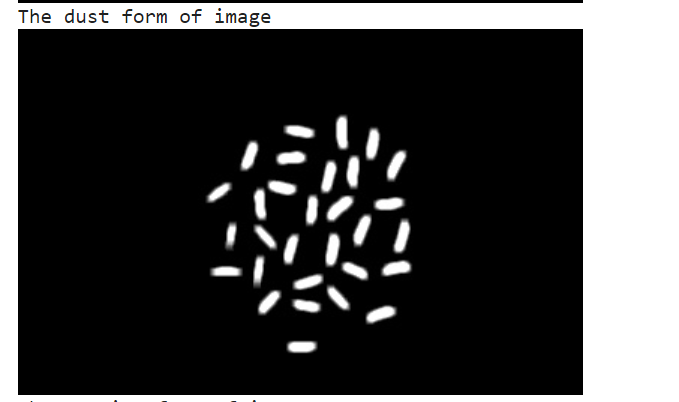 The dust form of image